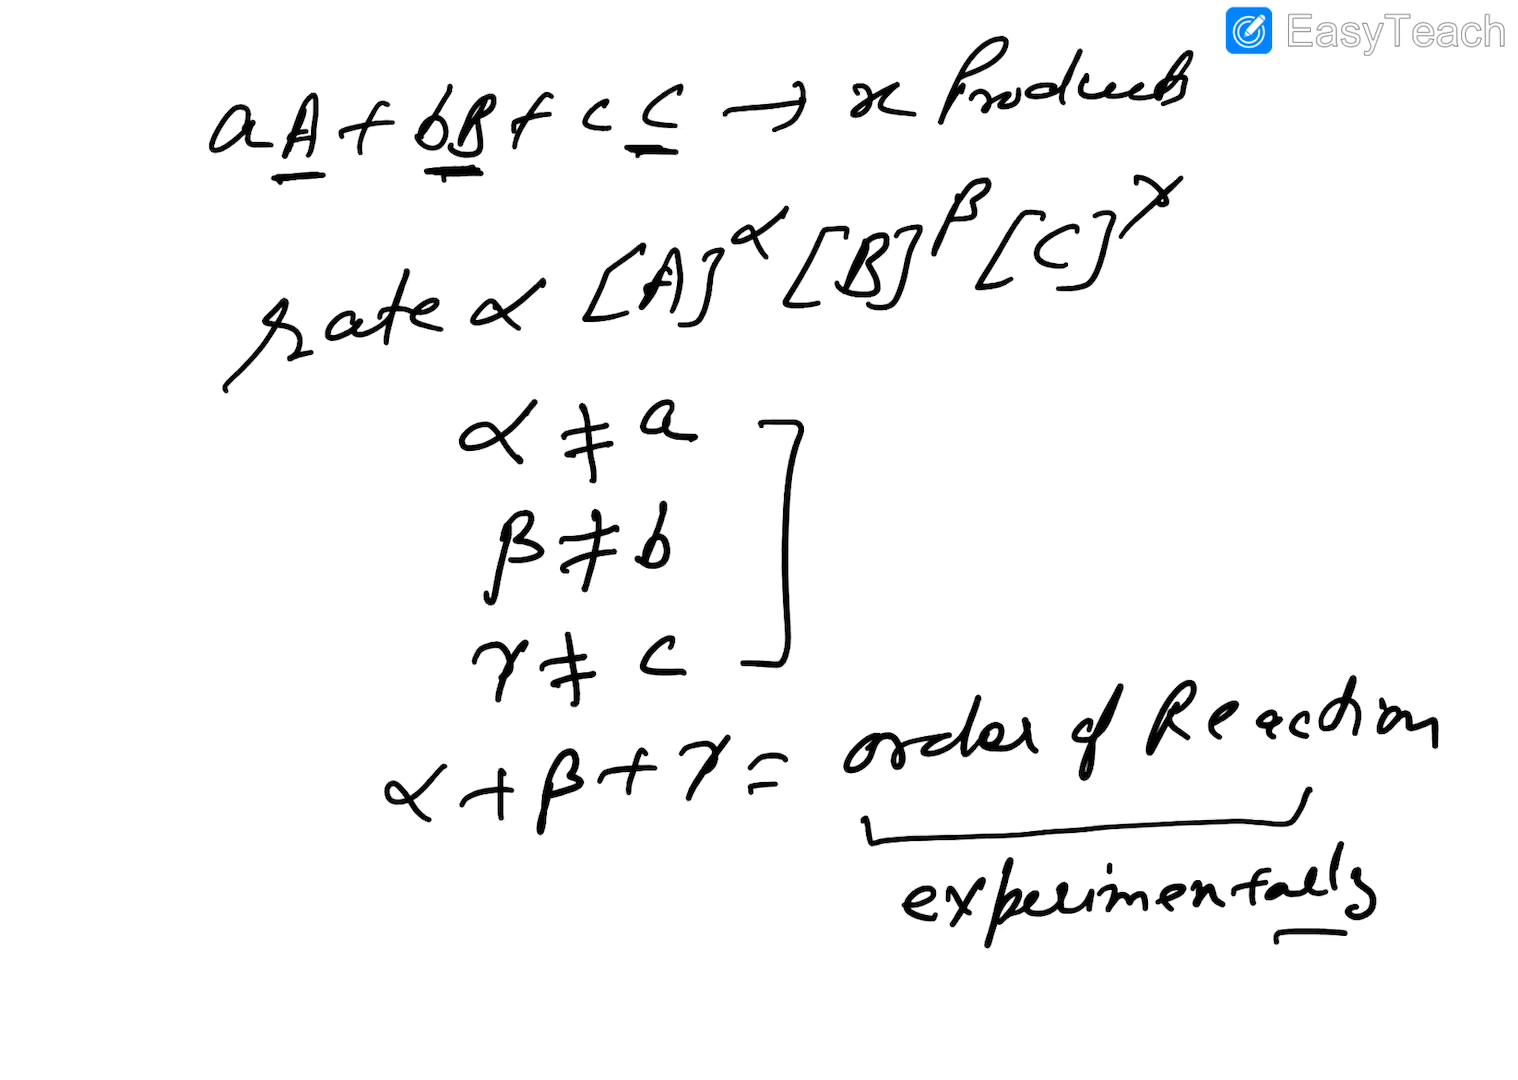 EasyTeach
aA + bB + cC → x Products
rate ∝ [A]^α [B]^β [C]^γ
α ≠ a
β ≠ b
γ ≠ c
α + β + γ = order of Reaction
experimentally